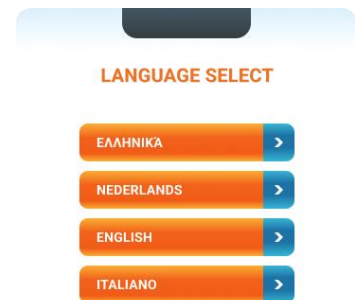 LANGUAGE SELECT
ΕΛΛΗΝΙΚΆ
NEDERLANDS
ENGLISH
ITALIANO